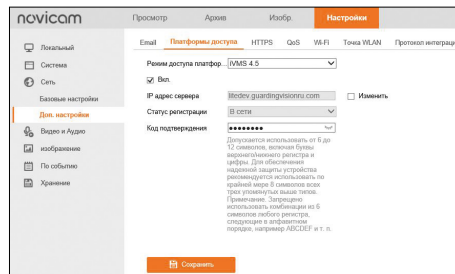 novicam
Просмотр Архив Изобр. Настройки
Локальный
Система
Сеть
Базовые настройки
Доп. настройки
Видео и Аудио
изображение
По событию
Хранение
Email Платформы доступа HTTPS QoS Wi-Fi Точка WLAN Протокол интеграци
Режим доступа платфор... iVMS 4.5
Вкл.
IP адрес сервера litedev.guardingvisionru.com Изменить
Статус регистрации В сети
Код подтверждения ●●●●●●●●
Допускается использовать от 6 до
12 символов, включая буквы
верхнего/нижнего регистра и
цифры. Для обеспечения
надежной защиты устройства
рекомендуется использовать по
крайней мере 8 символов всех
трех упомянутых выше типов.
Примечание. Запрещено
использовать комбинации из 6
символов любого регистра,
следующие в алфавитном
порядке, например ABCDEF и т. п.
Сохранить